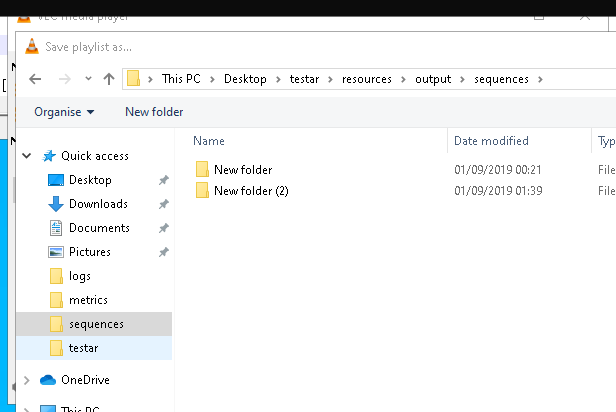 VLC media player
Save playlist as...
This PC > Desktop > testar > resources > output > sequences >
Organise New folder
Name Date modified Typ
Quick access
New folder 01/09/2019 00:21 File
New folder (2) 01/09/2019 01:39 File
Desktop
Downloads
Documents
Pictures
logs
metrics
sequences
testar
OneDrive
This PC